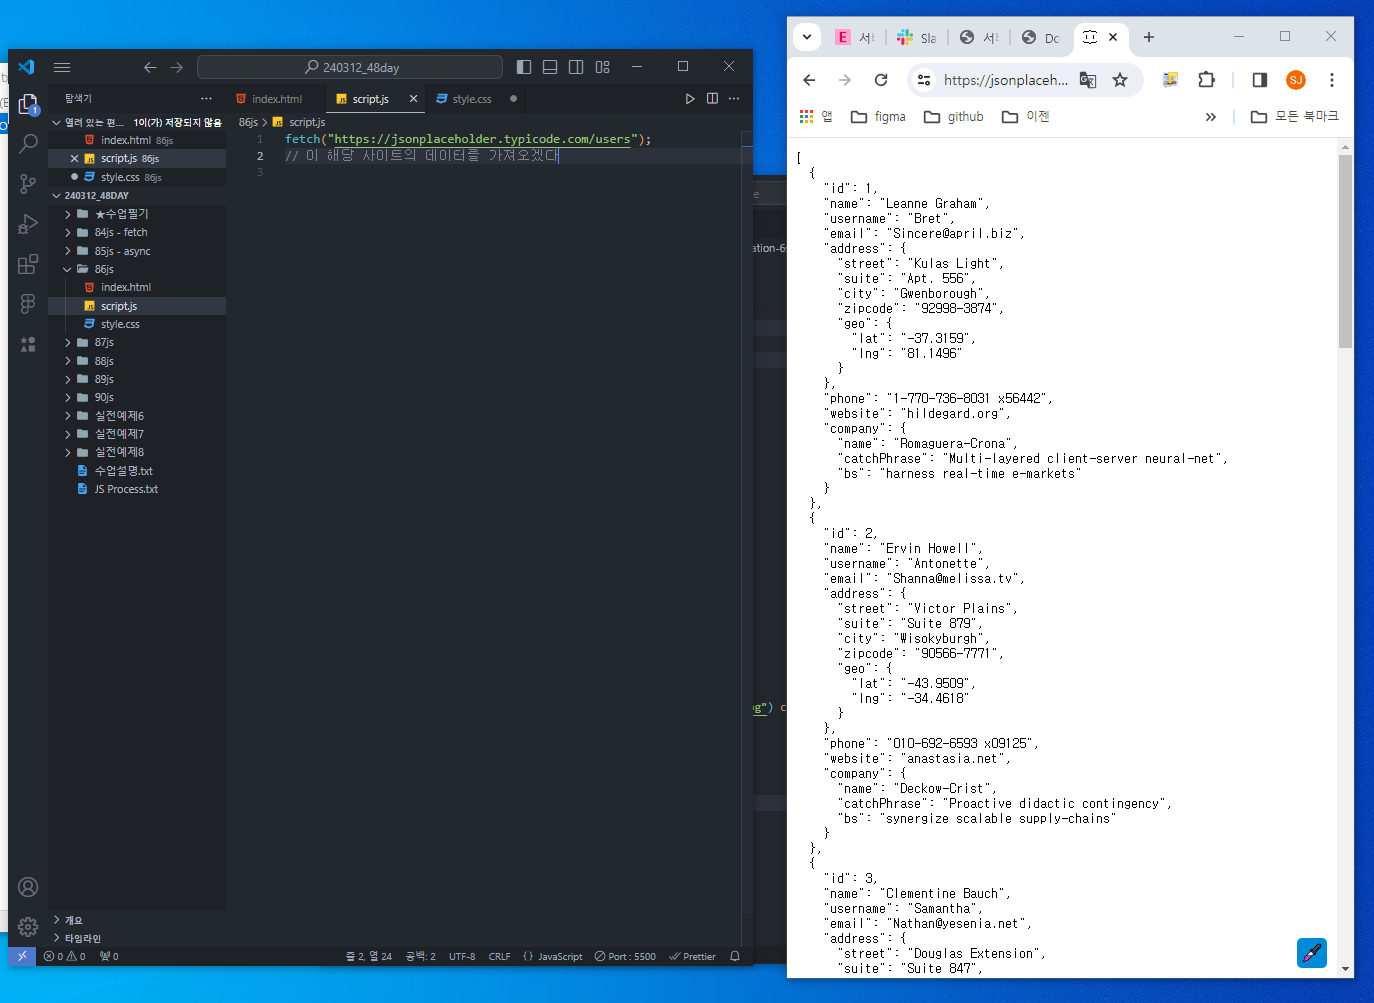 240312_48day
탐색기
열려 있는 편... 1이(가) 저장되지 않음
index.html 86js
script.js 86js
style.css 86js
240312_48DAY
★수업필기
84js - fetch
85js - async
86js
index.html
script.js
style.css
87js
88js
89js
90js
실전예제6
실전예제7
실전예제8
수업설명.txt
JS Process.txt
개요
타임라인
index.html
script.js
style.css
86js > script.js
1 fetch("https://jsonplaceholder.typicode.com/users");
2 // 이 해당 사이트의 데이터를 가져오겠다
3
0 0 0
줄 2, 열 24 공백: 2 UTF-8 CRLF {} JavaScript Port : 5500 Prettier
ation-6
g") c
E Sla Do
https://jsonplaceh...
SJ
앱 figma github 이젠 모든 북마크
[
{
"id": 1,
"name": "Leanne Graham",
"username": "Bret",
"email": "Sincere@april.biz",
"address": {
"street": "Kulas Light",
"suite": "Apt. 556",
"city": "Gwenborough",
"zipcode": "92998-3874",
"geo": {
"lat": "-37.3159",
"lng": "81.1496"
}
},
"phone": "1-770-736-8031 x56442",
"website": "hildegard.org",
"company": {
"name": "Romaguera-Crona",
"catchPhrase": "Multi-layered client-server neural-net",
"bs": "harness real-time e-markets"
}
},
{
"id": 2,
"name": "Ervin Howell",
"username": "Antonette",
"email": "Shanna@melissa.tv",
"address": {
"street": "Victor Plains",
"suite": "Suite 879",
"city": "Wisokyburgh",
"zipcode": "90566-7771",
"geo": {
"lat": "-43.9509",
"lng": "-34.4618"
}
},
"phone": "010-692-6593 x09125",
"website": "anastasia.net",
"company": {
"name": "Deckow-Crist",
"catchPhrase": "Proactive didactic contingency",
"bs": "synergize scalable supply-chains"
}
},
{
"id": 3,
"name": "Clementine Bauch",
"username": "Samantha",
"email": "Nathan@yesenia.net",
"address": {
"street": "Douglas Extension",
"suite": "Suite 847",